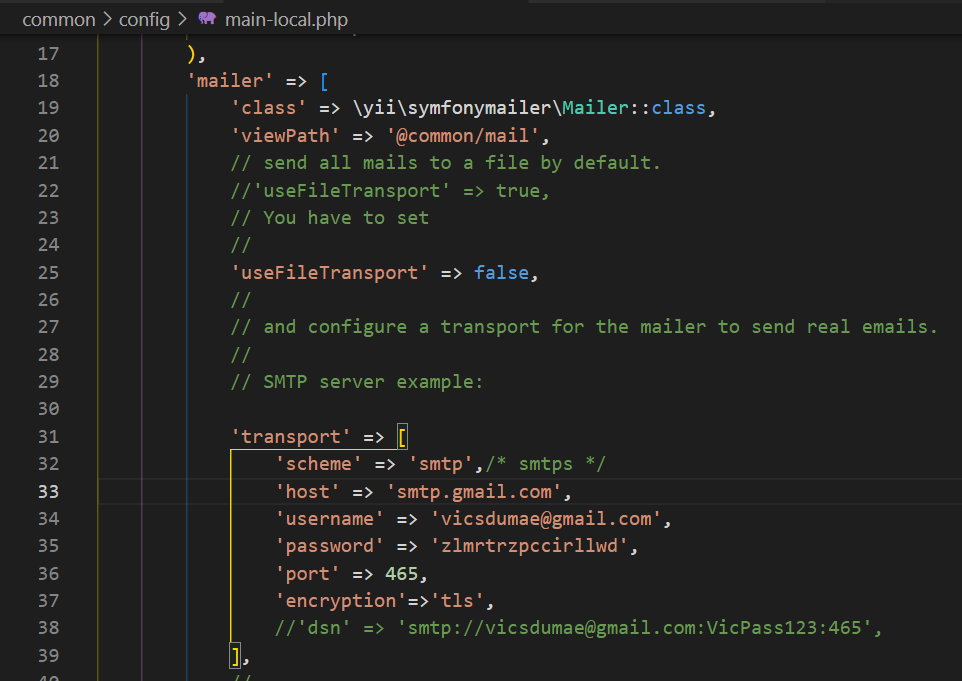 common > config > main-local.php
17 ),
18 'mailer' => [
19 'class' => \yii\symfonymailer\Mailer::class,
20 'viewPath' => '@common/mail',
21 // send all mails to a file by default.
22 //'useFileTransport' => true,
23 // You have to set
24 //
25 'useFileTransport' => false,
26 //
27 // and configure a transport for the mailer to send real emails.
28 //
29 // SMTP server example:
30
31 'transport' => [
32 'scheme' => 'smtp',/* smtps */
33 'host' => 'smtp.gmail.com',
34 'username' => 'vicsdumae@gmail.com',
35 'password' => 'zlmrtrzpccirllwd',
36 'port' => 465,
37 'encryption'=>'tls',
38 //'dsn' => 'smtp://vicsdumae@gmail.com:VicPass123:465',
39 ],
40 //